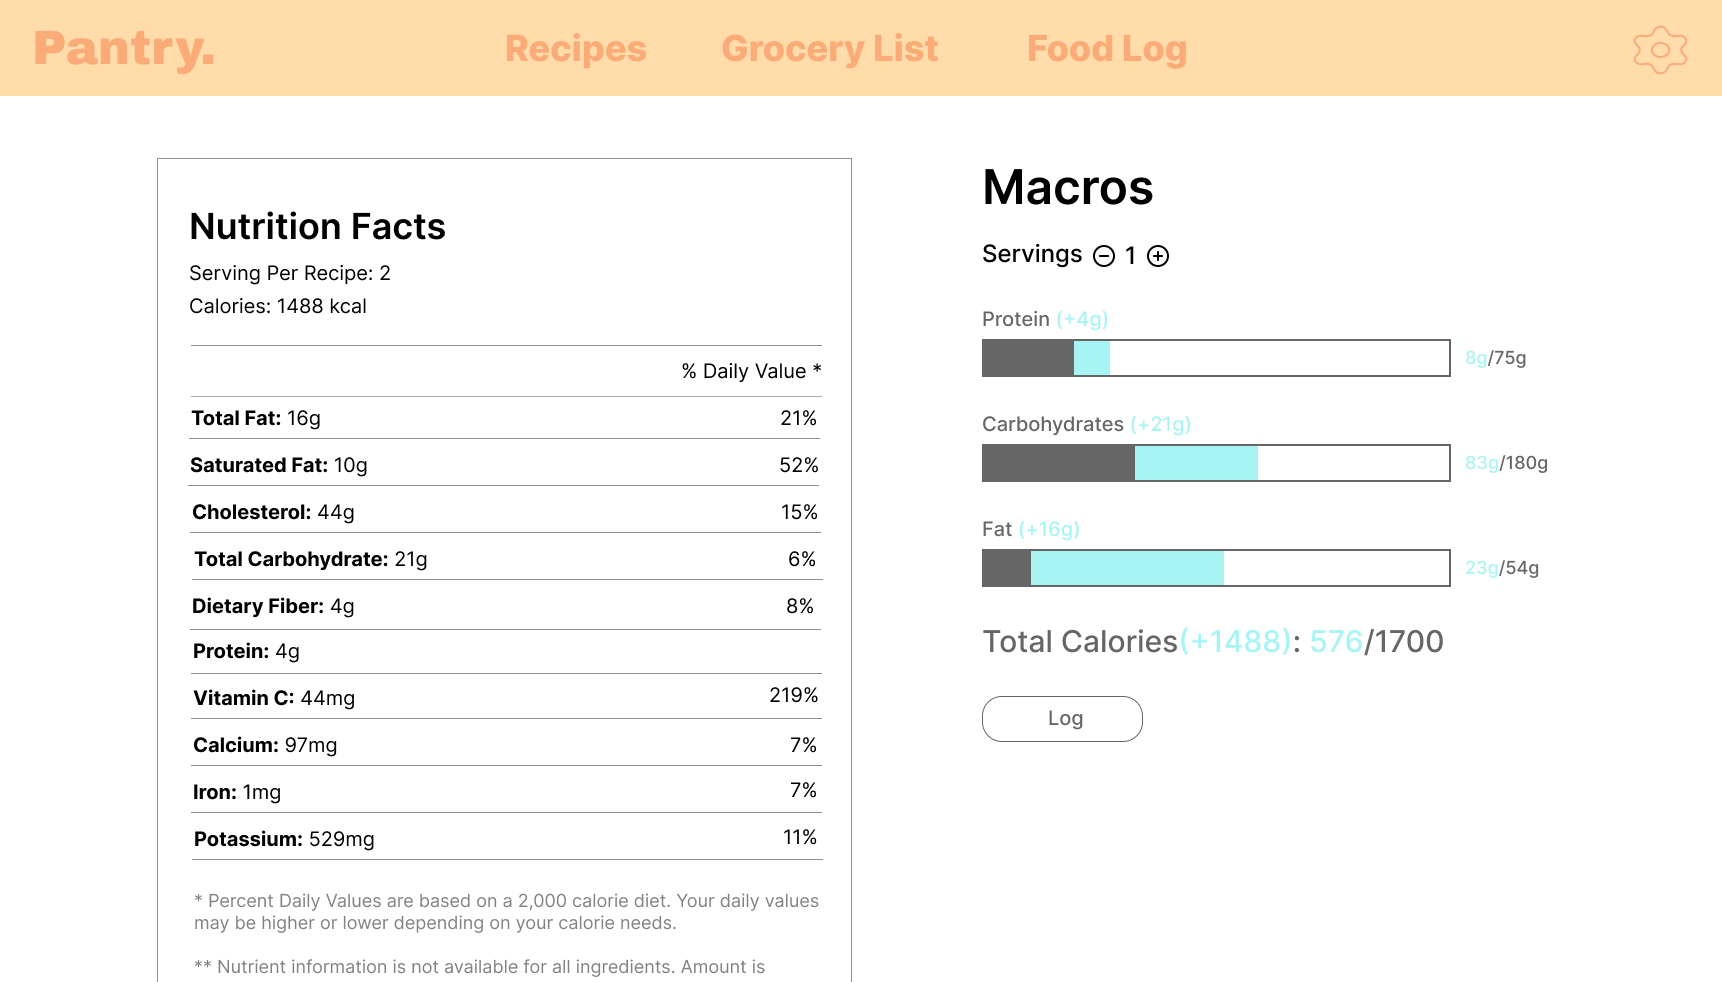 Pantry.
Recipes
Grocery List
Food Log
Nutrition Facts
Serving Per Recipe: 2
Calories: 1488 kcal
% Daily Value *
Total Fat: 16g 21%
Saturated Fat: 10g 52%
Cholesterol: 44g 15%
Total Carbohydrate: 21g 6%
Dietary Fiber: 4g 8%
Protein: 4g
Vitamin C: 44mg 219%
Calcium: 97mg 7%
Iron: 1mg 7%
Potassium: 529mg 11%
* Percent Daily Values are based on a 2,000 calorie diet. Your daily values
may be higher or lower depending on your calorie needs.
** Nutrient information is not available for all ingredients. Amount is
Macros
Servings 1
Protein (+4g)
8g/75g
Carbohydrates (+21g)
83g/180g
Fat (+16g)
23g/54g
Total Calories(+1488): 576/1700
Log